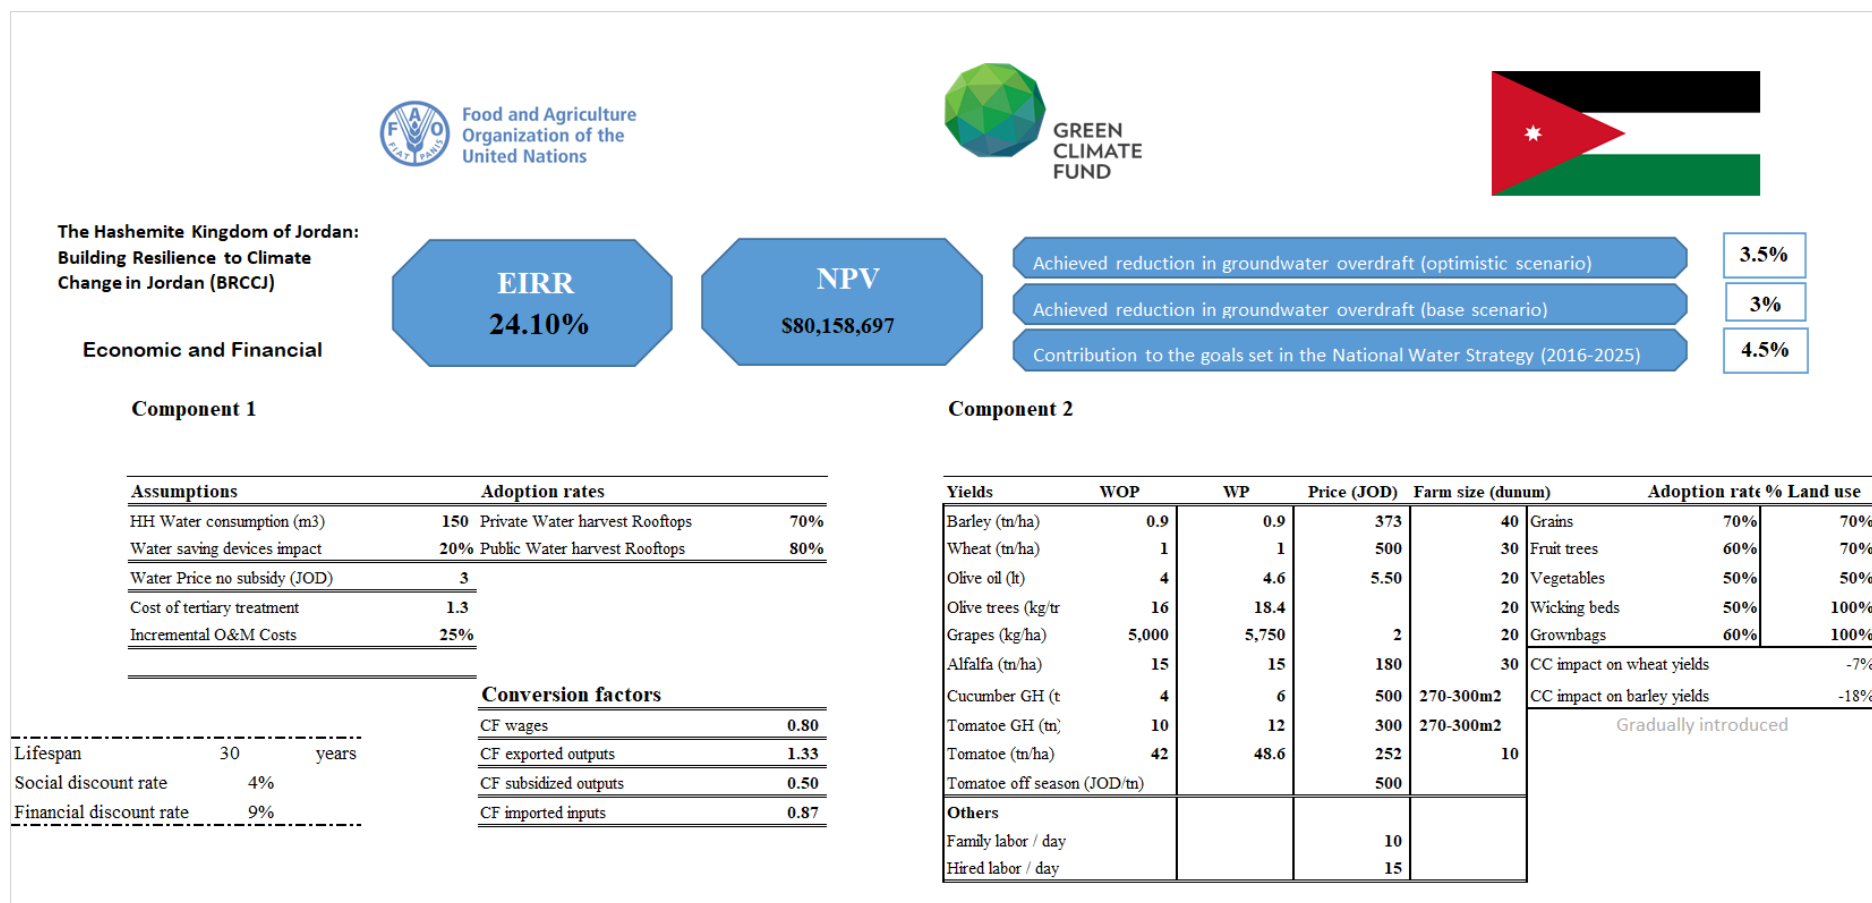 FAO
FIAT PANIS
Food and Agriculture
Organization of the
United Nations
GREEN
CLIMATE
FUND
The Hashemite Kingdom of Jordan:
Building Resilience to Climate
Change in Jordan (BRCCJ)
Economic and Financial
EIRR
24.10%
NPV
$80,158,697
Achieved reduction in groundwater overdraft (optimistic scenario) 3.5%
Achieved reduction in groundwater overdraft (base scenario) 3%
Contribution to the goals set in the National Water Strategy (2016-2025) 4.5%
Component 1
Assumptions Adoption rates
HH Water consumption (m3) 150 Private Water harvest Rooftops 70%
Water saving devices impact 20% Public Water harvest Rooftops 80%
Water Price no subsidy (JOD) 3
Cost of tertiary treatment 1.3
Incremental O&M Costs 25%
Conversion factors
CF wages 0.80
CF exported outputs 1.33
CF subsidized outputs 0.50
CF imported inputs 0.87
Lifespan 30 years
Social discount rate 4%
Financial discount rate 9%
Component 2
Yields WOP WP Price (JOD) Farm size (dunum) Adoption rate % Land use
Barley (tn/ha) 0.9 0.9 373 40 Grains 70% 70%
Wheat (tn/ha) 1 1 500 30 Fruit trees 60% 70%
Olive oil (lt) 4 4.6 5.50 20 Vegetables 50% 50%
Olive trees (kg/tr 16 18.4 20 Wicking beds 50% 100%
Grapes (kg/ha) 5,000 5,750 2 20 Grownbags 60% 100%
Alfalfa (tn/ha) 15 15 180 30 CC impact on wheat yields -7%
Cucumber GH (t 4 6 500 270-300m2 CC impact on barley yields -18%
Tomatoe GH (tn) 10 12 300 270-300m2 Gradually introduced
Tomatoe (tn/ha) 42 48.6 252 10
Tomatoe off season (JOD/tn) 500
Others
Family labor / day 10
Hired labor / day 15